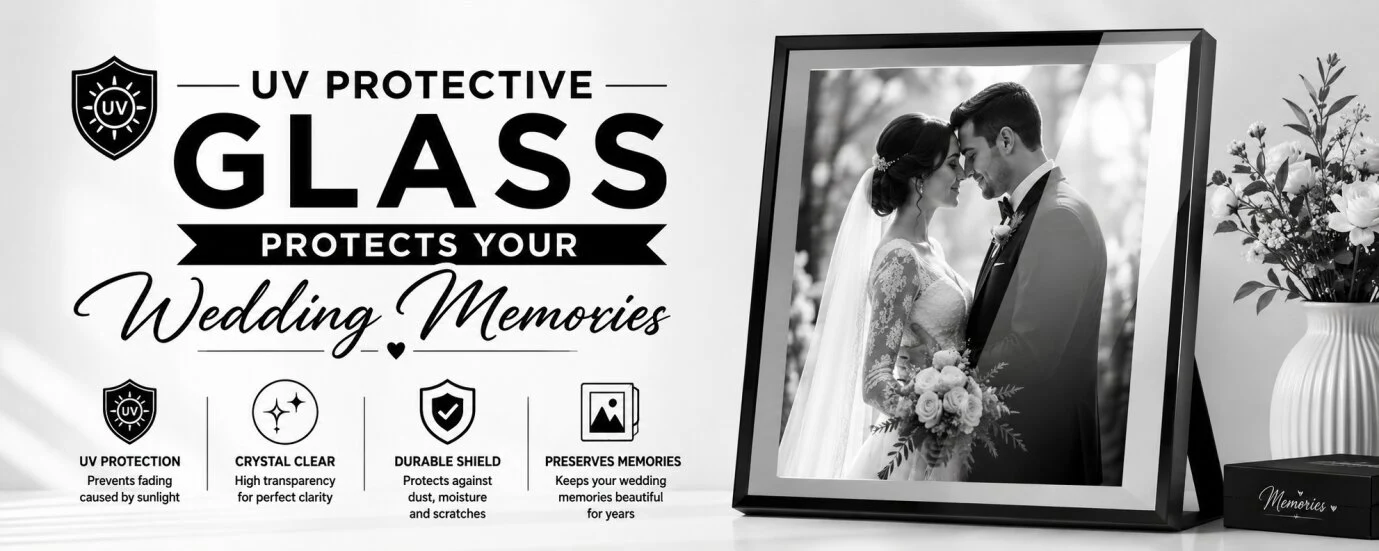 UV
UV PROTECTIVE
GLASS
PROTECTS YOUR
Wedding Memories
UV
UV PROTECTION
Prevents fading
caused by sunlight
CRYSTAL CLEAR
High transparency
for perfect clarity
DURABLE SHIELD
Protects against
dust, moisture
and scratches
PRESERVES MEMORIES
Keeps your wedding
memories beautiful
for years
Memories